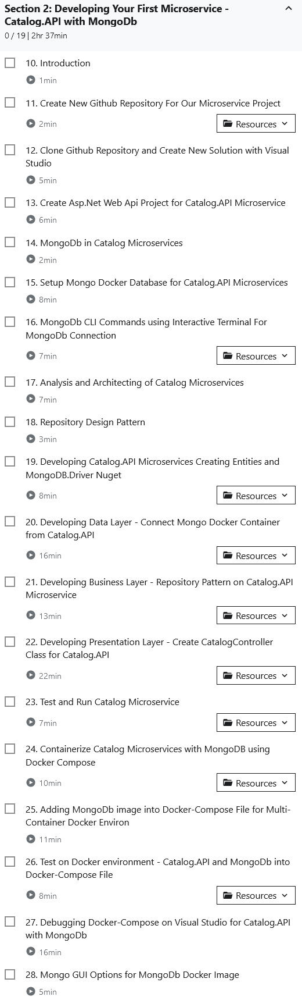 Section 2: Developing Your First Microservice -
Catalog.API with MongoDb
0 / 19 | 2hr 37min
10. Introduction
1min
11. Create New Github Repository For Our Microservice Project
2min
Resources
12. Clone Github Repository and Create New Solution with Visual
Studio
5min
13. Create Asp.Net Web Api Project for Catalog.API Microservice
6min
14. MongoDb in Catalog Microservices
2min
15. Setup Mongo Docker Database for Catalog.API Microservices
8min
16. MongoDb CLI Commands using Interactive Terminal For
MongoDb Connection
7min
Resources
17. Analysis and Architecting of Catalog Microservices
7min
18. Repository Design Pattern
3min
19. Developing Catalog.API Microservices Creating Entities and
MongoDB.Driver Nuget
8min
Resources
20. Developing Data Layer - Connect Mongo Docker Container
from Catalog.API
16min
Resources
21. Developing Business Layer - Repository Pattern on Catalog.API
Microservice
13min
Resources
22. Developing Presentation Layer - Create CatalogController
Class for Catalog.API
22min
Resources
23. Test and Run Catalog Microservice
7min
Resources
24. Containerize Catalog Microservices with MongoDB using
Docker Compose
10min
Resources
25. Adding MongoDb image into Docker-Compose File for Multi-
Container Docker Environ
11min
26. Test on Docker environment - Catalog.API and MongoDb into
Docker-Compose File
8min
Resources
27. Debugging Docker-Compose on Visual Studio for Catalog.API
with MongoDb
16min
28. Mongo GUI Options for MongoDb Docker Image
5min